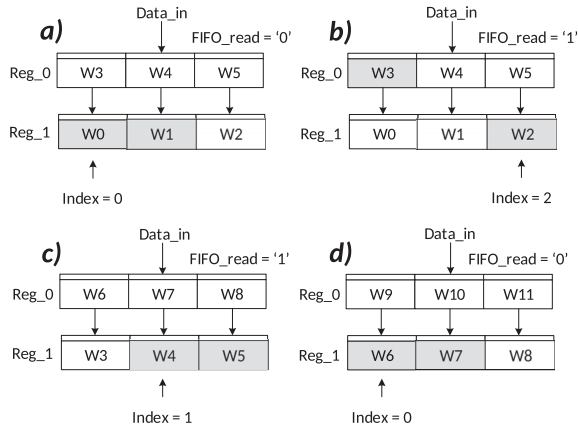 a)
Data_in
FIFO_read = ‘0’
Reg_0 W3 W4 W5
Reg_1 W0 W1 W2
Index = 0
b)
Data_in
FIFO_read = ‘1’
Reg_0 W3 W4 W5
Reg_1 W0 W1 W2
Index = 2
c)
Data_in
FIFO_read = ‘1’
Reg_0 W6 W7 W8
Reg_1 W3 W4 W5
Index = 1
d)
Data_in
FIFO_read = ‘0’
Reg_0 W9 W10 W11
Reg_1 W6 W7 W8
Index = 0